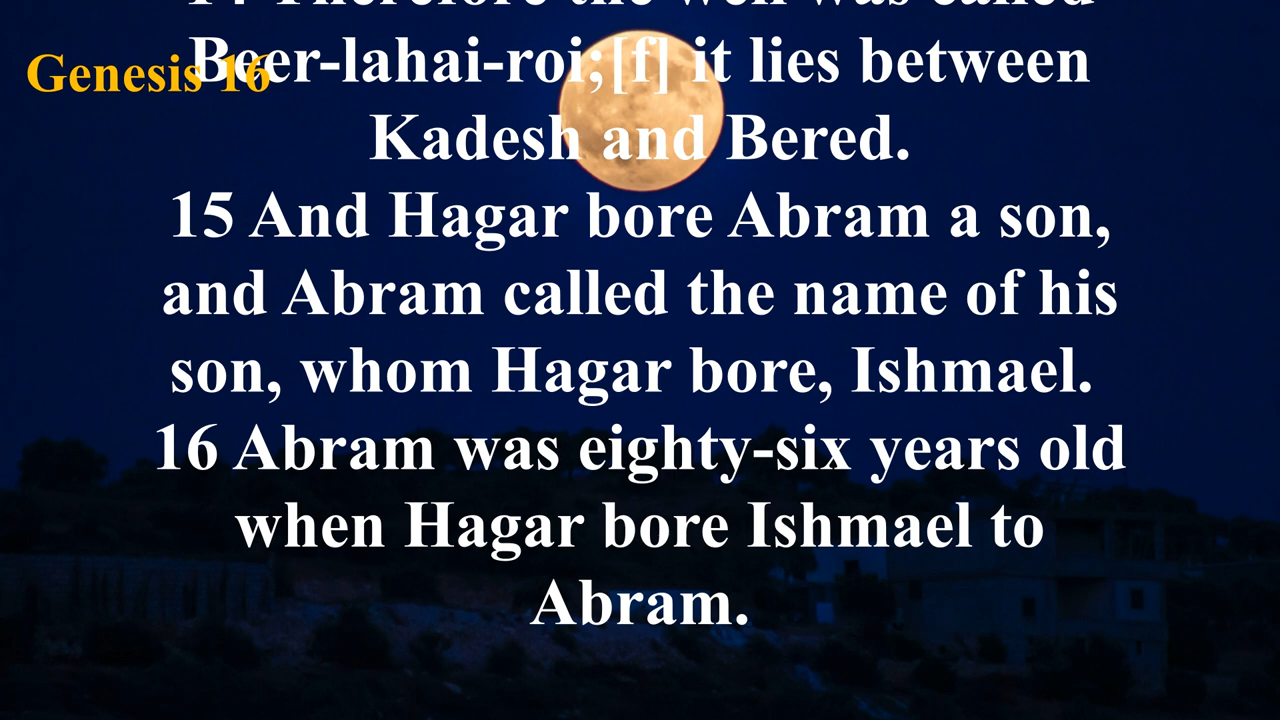 14 Therefore the well was called
Genesis 16
Beer-lahai-roi;[f] it lies between
Kadesh and Bered.
15 And Hagar bore Abram a son,
and Abram called the name of his
son, whom Hagar bore, Ishmael.
16 Abram was eighty-six years old
when Hagar bore Ishmael to
Abram.